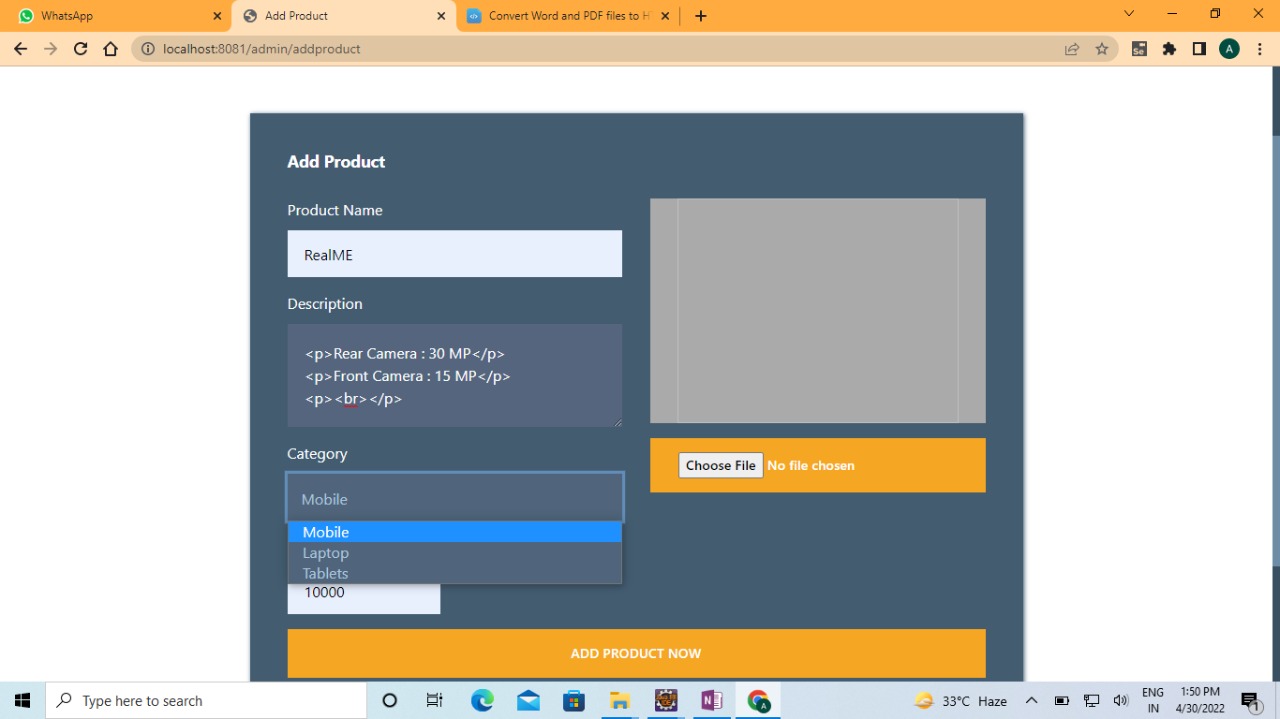 WhatsApp
Add Product
Convert Word and PDF files to H
localhost:8081/admin/addproduct
Se
A
Add Product
Product Name
RealME
Description
<p>Rear Camera : 30 MP</p>
<p>Front Camera : 15 MP</p>
<p><br></p>
Category
Mobile
Mobile
Laptop
Tablets
10000
Choose File No file chosen
ADD PRODUCT NOW
Type here to search
33°C Haze
ENG
IN
1:50 PM
4/30/2022
1